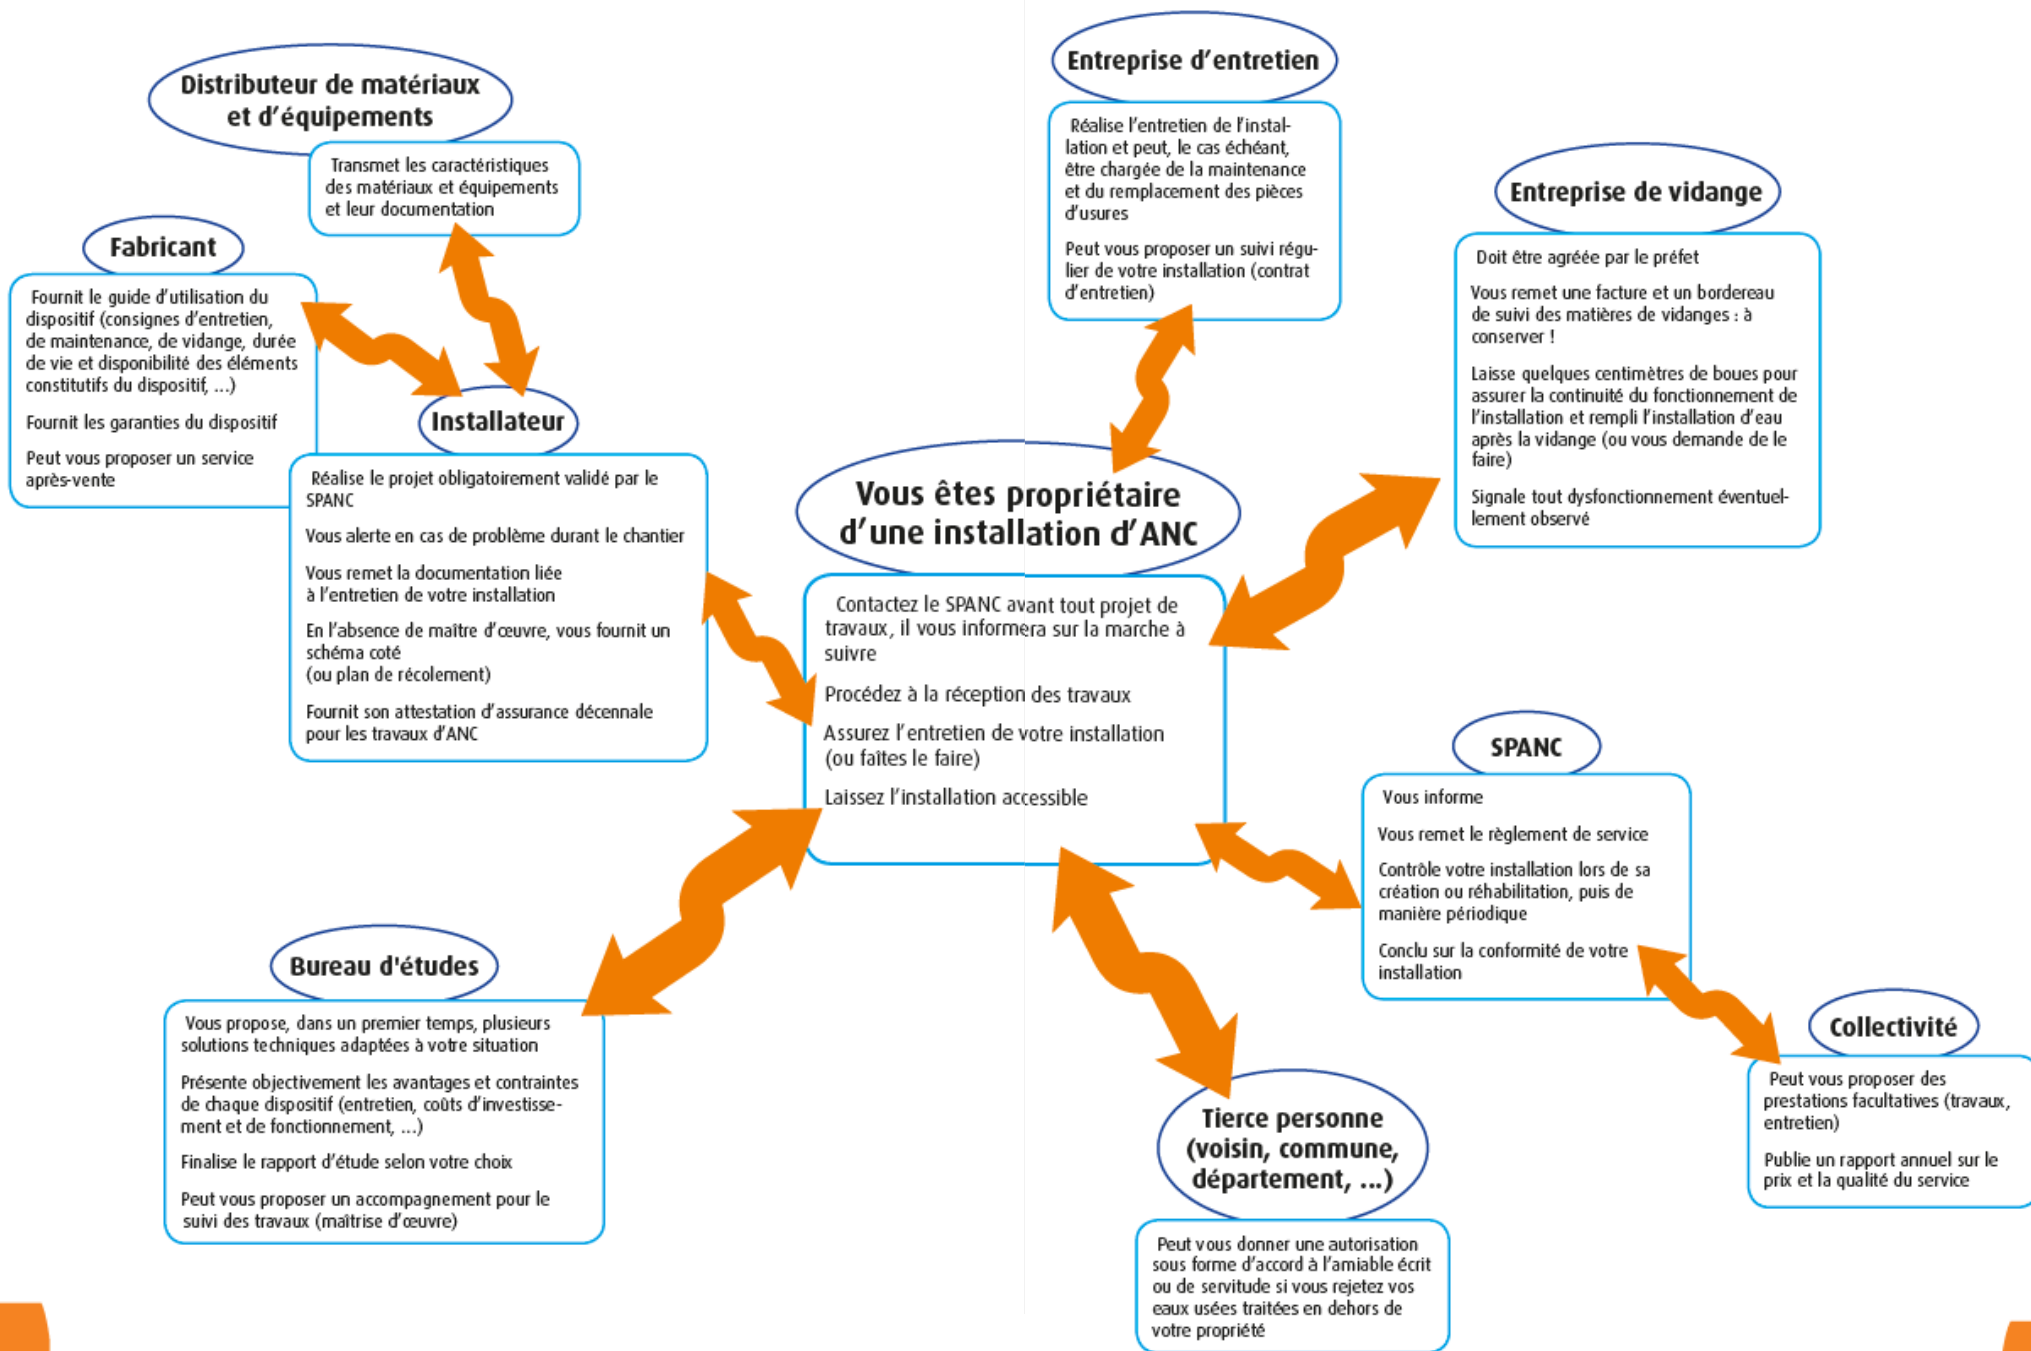 Distributeur de matériaux
et d'équipements
Transmet les caractéristiques
des matériaux et équipements
et leur documentation
Fabricant
Fournit le guide d'utilisation du
dispositif (consignes d'entretien,
de maintenance, de vidange, durée
de vie et disponibilité des éléments
constitutifs du dispositif, ...)
Fournit les garanties du dispositif
Peut vous proposer un service
après-vente
Installateur
Réalise le projet obligatoirement validé par le
SPANC
Vous alerte en cas de problème durant le chantier
Vous remet la documentation liée
à l'entretien de votre installation
En l'absence de maître d'œuvre, vous fournit un
schéma coté
(ou plan de récolement)
Fournit son attestation d'assurance décennale
pour les travaux d'ANC
Entreprise d'entretien
Réalise l'entretien de l'instal-
lation et peut, le cas échéant,
être chargée de la maintenance
et du remplacement des pièces
d'usures
Peut vous proposer un suivi régu-
lier de votre installation (contrat
d'entretien)
Entreprise de vidange
Doit être agréée par le préfet
Vous remet une facture et un bordereau
de suivi des matières de vidanges : à
conserver !
Laisse quelques centimètres de boues pour
assurer la continuité du fonctionnement de
l'installation et rempli l'installation d'eau
après la vidange (ou vous demande de le
faire)
Signale tout dysfonctionnement éventuel-
lement observé
Vous êtes propriétaire
d'une installation d'ANC
Contactez le SPANC avant tout projet de
travaux, il vous informera sur la marche à
suivre
Procédez à la réception des travaux
Assurez l'entretien de votre installation
(ou faîtes le faire)
Laissez l'installation accessible
SPANC
Vous informe
Vous remet le règlement de service
Contrôle votre installation lors de sa
création ou réhabilitation, puis de
manière périodique
Conclu sur la conformité de votre
installation
Collectivité
Peut vous proposer des
prestations facultatives (travaux,
entretien)
Publie un rapport annuel sur le
prix et la qualité du service
Bureau d'études
Vous propose, dans un premier temps, plusieurs
solutions techniques adaptées à votre situation
Présente objectivement les avantages et contraintes
de chaque dispositif (entretien, coûts d'investisse-
ment et de fonctionnement, ...)
Finalise le rapport d'étude selon votre choix
Peut vous proposer un accompagnement pour le
suivi des travaux (maîtrise d'œuvre)
Tierce personne
(voisin, commune,
département, ...)
Peut vous donner une autorisation
sous forme d'accord à l'amiable écrit
ou de servitude si vous rejetez vos
eaux usées traitées en dehors de
votre propriété